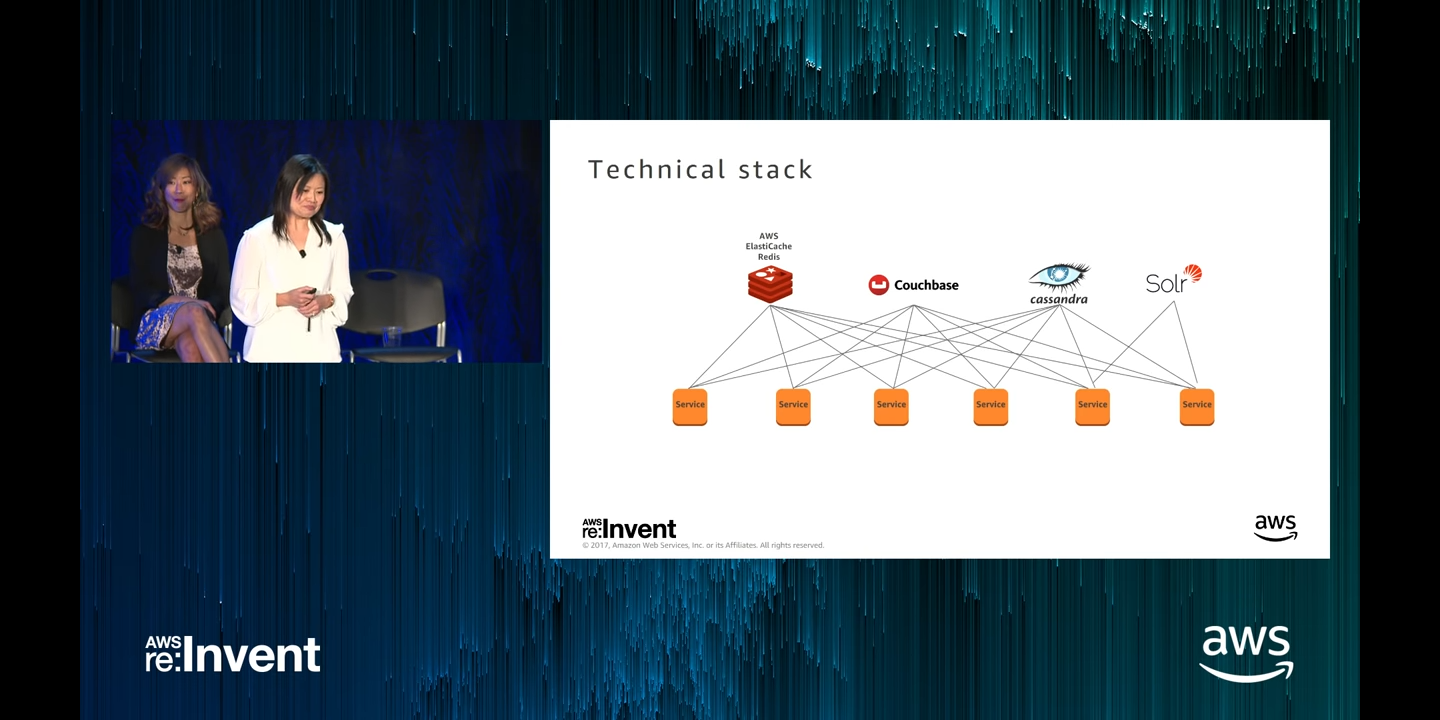 Technical stack
AWS
ElastiCache
Redis
Couchbase
cassandra
Solr
Service
Service
Service
Service
Service
Service
AWS
re:Invent
© 2017, Amazon Web Services, Inc. or its Affiliates. All rights reserved.
aws
AWS
re:Invent
aws